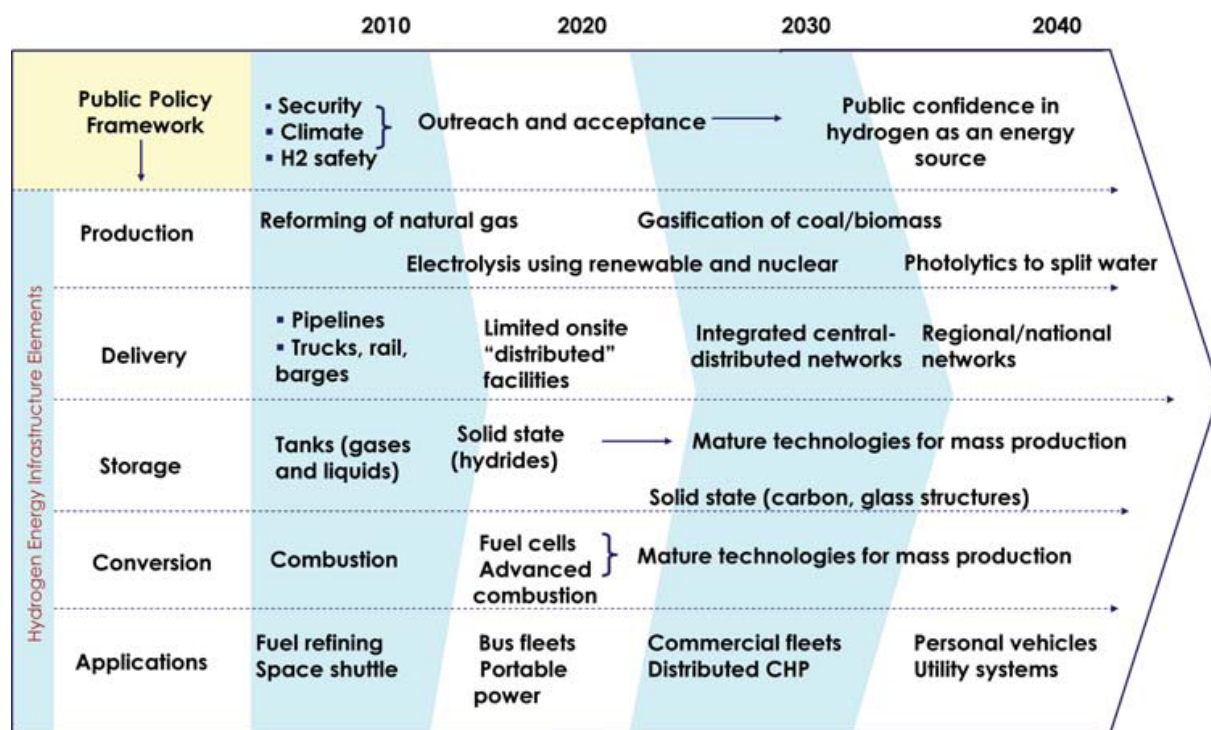 2010 2020 2030 2040
Public Policy
Framework
▪ Security
▪ Climate
▪ H2 safety
Outreach and acceptance
Public confidence in
hydrogen as an energy
source
Hydrogen Energy Infrastructure Elements
Production
Reforming of natural gas
Gasification of coal/biomass
Electrolysis using renewable and nuclear
Photolytics to split water
Delivery
▪ Pipelines
▪ Trucks, rail,
barges
Limited onsite
“distributed”
facilities
Integrated central-
distributed networks
Regional/national
networks
Storage
Tanks (gases
and liquids)
Solid state
(hydrides)
Mature technologies for mass production
Solid state (carbon, glass structures)
Conversion
Combustion
Fuel cells
Advanced
combustion
Mature technologies for mass production
Applications
Fuel refining
Space shuttle
Bus fleets
Portable
power
Commercial fleets
Distributed CHP
Personal vehicles
Utility systems